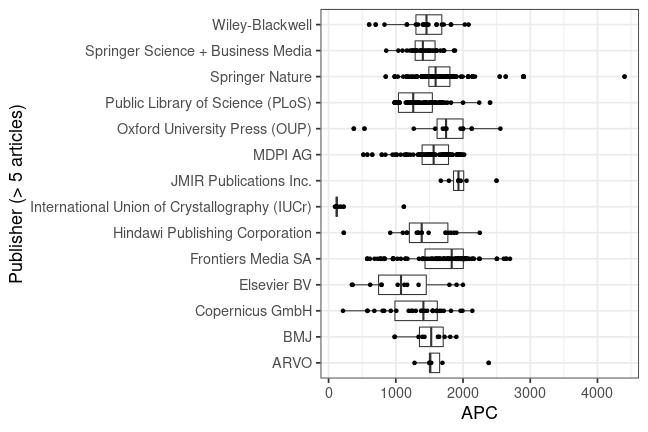 Publisher (> 5 articles)
Wiley-Blackwell
Springer Science + Business Media
Springer Nature
Public Library of Science (PLoS)
Oxford University Press (OUP)
MDPI AG
JMIR Publications Inc.
International Union of Crystallography (IUCr)
Hindawi Publishing Corporation
Frontiers Media SA
Elsevier BV
Copernicus GmbH
BMJ
ARVO
0 1000 2000 3000 4000
APC